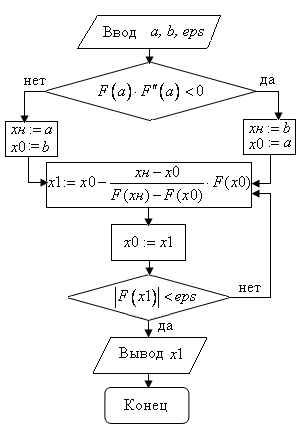 Ввод a, b, eps
нет
да
F(a)·F''(a)<0
xн:=a
x0:=b
xн:=b
x0:=a
x1:=x0-\frac{xн-x0}{F(xн)-F(x0)}·F(x0)
x0:=x1
|F(x1)|<eps
нет
да
Вывод x1
Конец